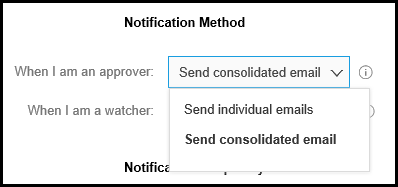 Notification Method
When I am an approver: Send consolidated email
When I am a watcher: Send individual emails
Send consolidated email